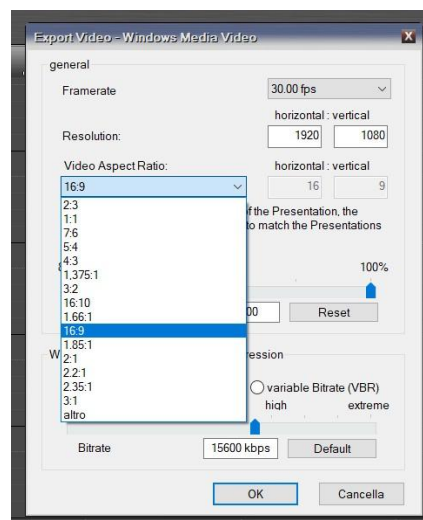 Export Video - Windows Media Video
general
Framerate
30.00 fps
horizontal : vertical
Resolution:
1920
1080
Video Aspect Ratio:
horizontal : vertical
16:9
16
9
2:3
1:1
7:6
5:4
4:3
1,375:1
3:2
16:10
1.66:1
16:9
1.85:1
2:1
2.2:1
2.35:1
3:1
altro
of the Presentation, the
to match the Presentations
100%
00
Reset
W
ession
variable Bitrate (VBR)
high
extreme
Bitrate
15600 kbps
Default
OK
Cancella